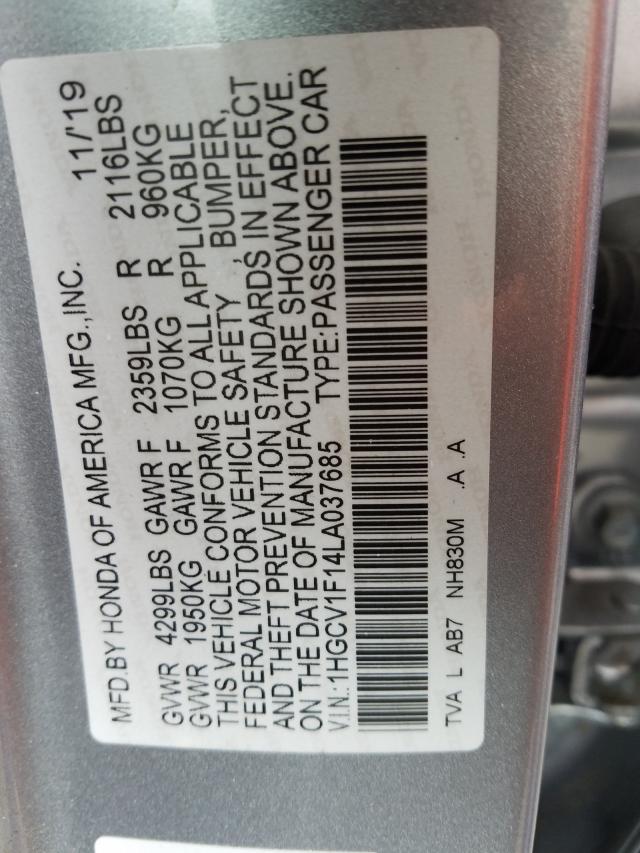 MFD.BY HONDA OF AMERICA MFG.,INC. 11/'19
GVWR 4299LBS GAWR F 2359LBS R 2116LBS
GVWR 1950KG GAWR F 1070KG R 960KG
THIS VEHICLE CONFORMS TO ALL APPLICABLE
FEDERAL MOTOR VEHICLE SAFETY , BUMPER,
AND THEFT PREVENTION STANDARDS, IN EFFECT
ON THE DATE OF MANUFACTURE SHOWN ABOVE.
V.I.N.:1HGCV1F14LA037685 TYPE:PASSENGER CAR
TVA L AB7 NH830M .A .A